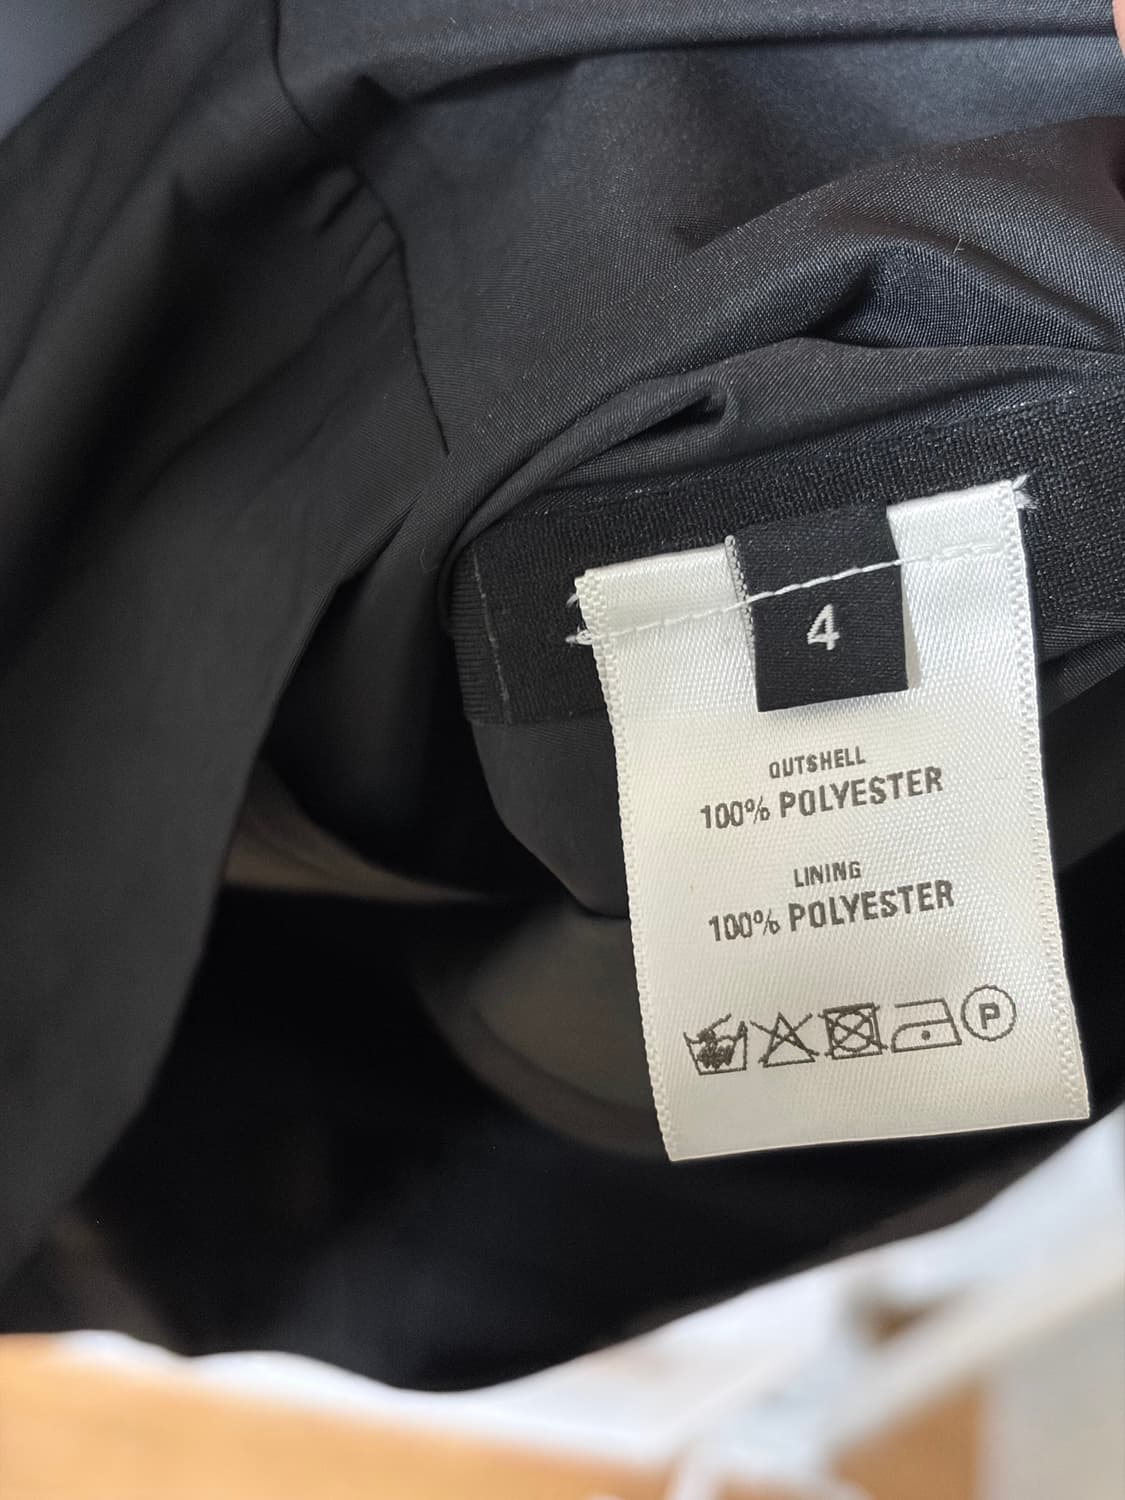 4
OUTSHELL
100% POLYESTER
LINING
100% POLYESTER
P